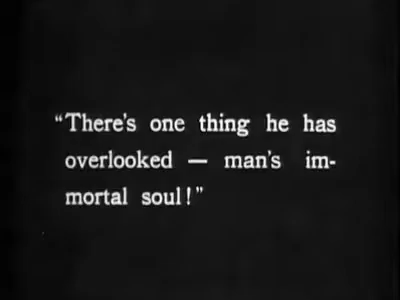 “There's one thing he has
overlooked — man's im-
mortal soul!”